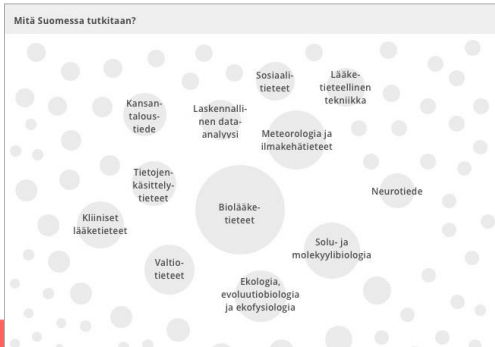 Mitä Suomessa tutkitaan?
Sosiaali-
tieteet
Lääke-
tieteellinen
tekniikka
Kansan-
talous-
tiede
Laskennalli-
nen data-
analyysi
Meteorologia ja
ilmakehätieteet
Tietojen-
käsittely-
tieteet
Neurotiede
Biolääke-
tieteet
Kliiniset
lääketieteet
Solu- ja
molekyylibiologia
Valtio-
tieteet
Ekologia,
evoluutiobiologia
ja ekofysiologia